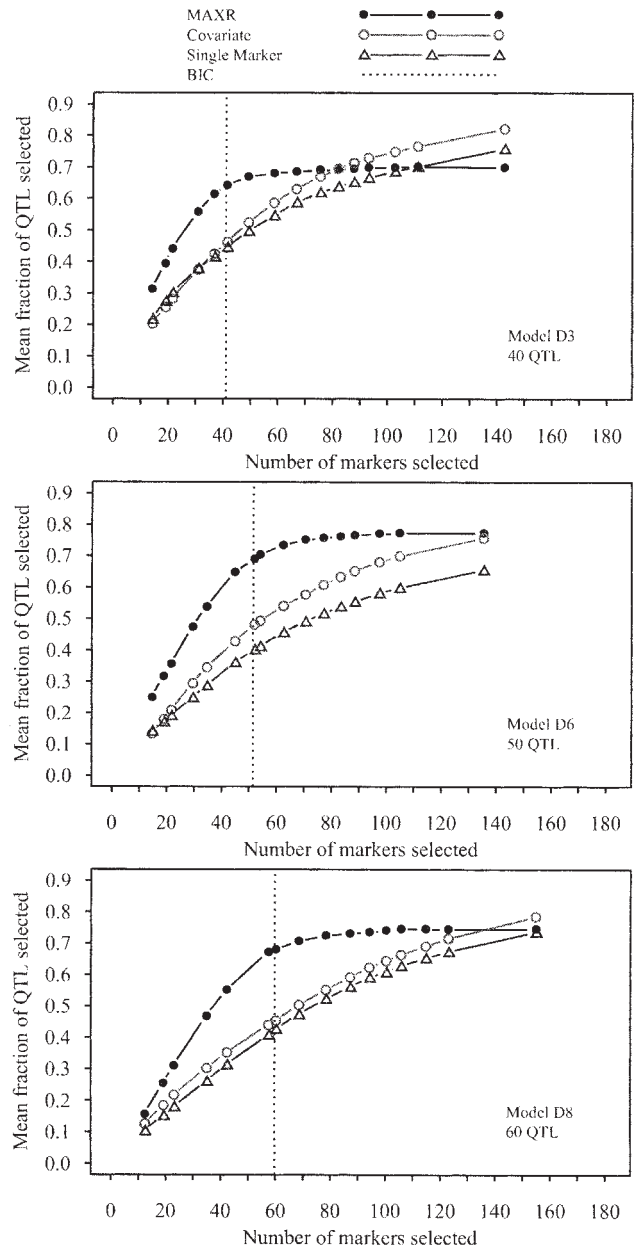 MAXR
Covariate
Single Marker
BIC
Mean fraction of QTL selected
0.9
0.8
0.7
0.6
0.5
0.4
0.3
0.2
0.1
0.0
Model D3
40 QTL
0 20 40 60 80 100 120 140 160 180
Number of markers selected
Mean fraction of QTL selected
0.9
0.8
0.7
0.6
0.5
0.4
0.3
0.2
0.1
0.0
Model D6
50 QTL
0 20 40 60 80 100 120 140 160 180
Number of markers selected
Mean fraction of QTL selected
0.9
0.8
0.7
0.6
0.5
0.4
0.3
0.2
0.1
0.0
Model D8
60 QTL
0 20 40 60 80 100 120 140 160 180
Number of markers selected